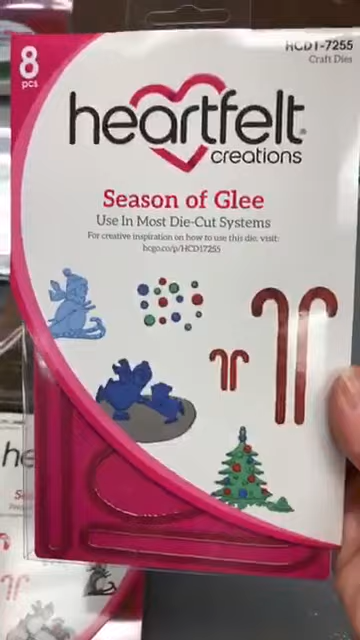 8
pcs
HCD1-7255
Craft Dies
heartfelt
creations
Season of Glee
Use In Most Die-Cut Systems
For creative inspiration on how to use this die, visit:
hcgo.co/p/HCD17255
he